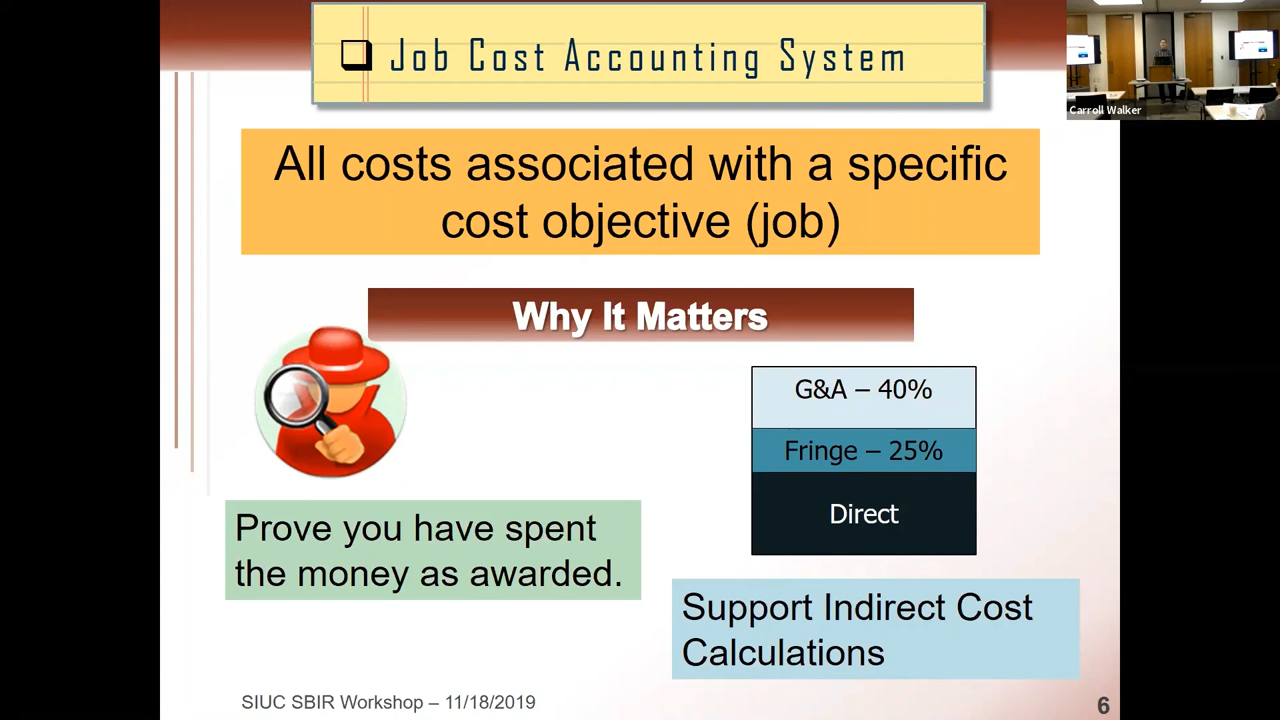 Job Cost Accounting System
Carroll Walker
All costs associated with a specific
cost objective (job)
Why It Matters
G&A – 40%
Fringe – 25%
Direct
Prove you have spent
the money as awarded.
Support Indirect Cost
Calculations
SIUC SBIR Workshop – 11/18/2019
6